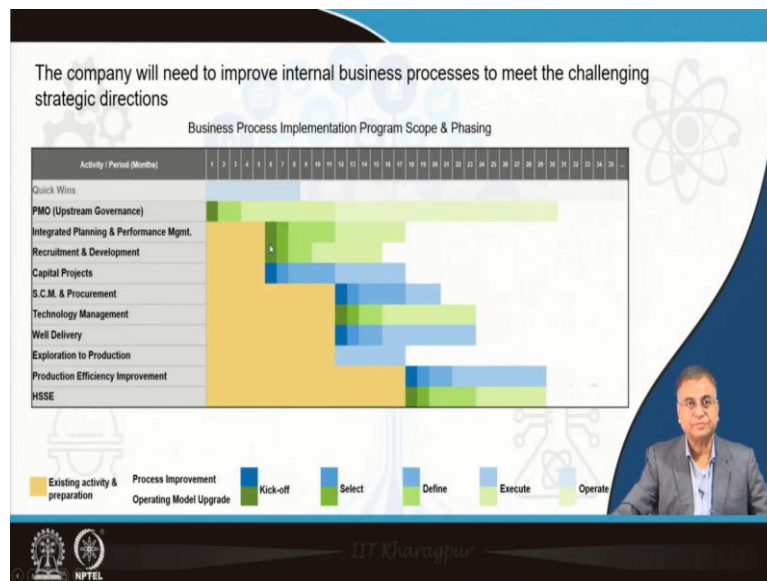 The company will need to improve internal business processes to meet the challenging
strategic directions
Business Process Implementation Program Scope & Phasing
Activity / Period (Months) 1 2 3 4 5 6 7 8 9 10 11 12 13 14 15 16 17 18 19 20 21 22 23 24 25 26 27 28 29 30 31 32 33 34 35 ...
Quick Wins
PMO (Upstream Governance)
Integrated Planning & Performance Mgmt.
Recruitment & Development
Capital Projects
S.C.M. & Procurement
Technology Management
Well Delivery
Exploration to Production
Production Efficiency Improvement
HSSE
Existing activity &
preparation
Process Improvement
Operating Model Upgrade
Kick-off Select Define Execute Operate
IIT Kharagpur
NPTEL